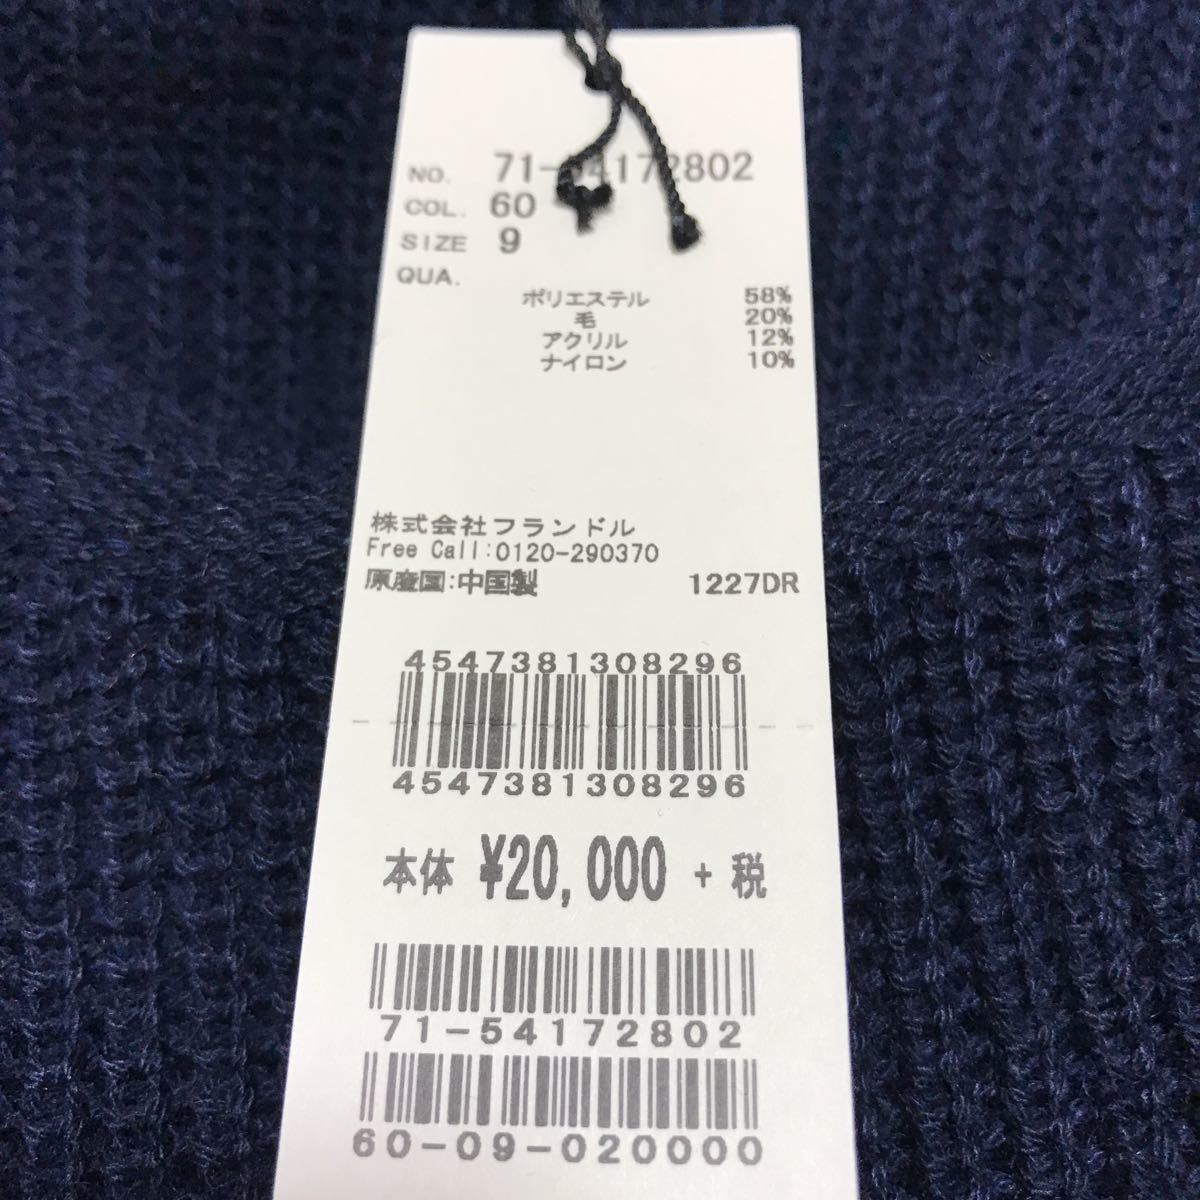 NO. 71-54172802
COL. 60
SIZE 9
QUA.
ポリエステル 58%
毛 20%
アクリル 12%
ナイロン 10%
株式会社フランドル
Free Call:0120-290370
原産国:中国製 1227DR
4547381308296
4547381308296
本体 ¥20,000 + 税
71-54172802
60-09-020000